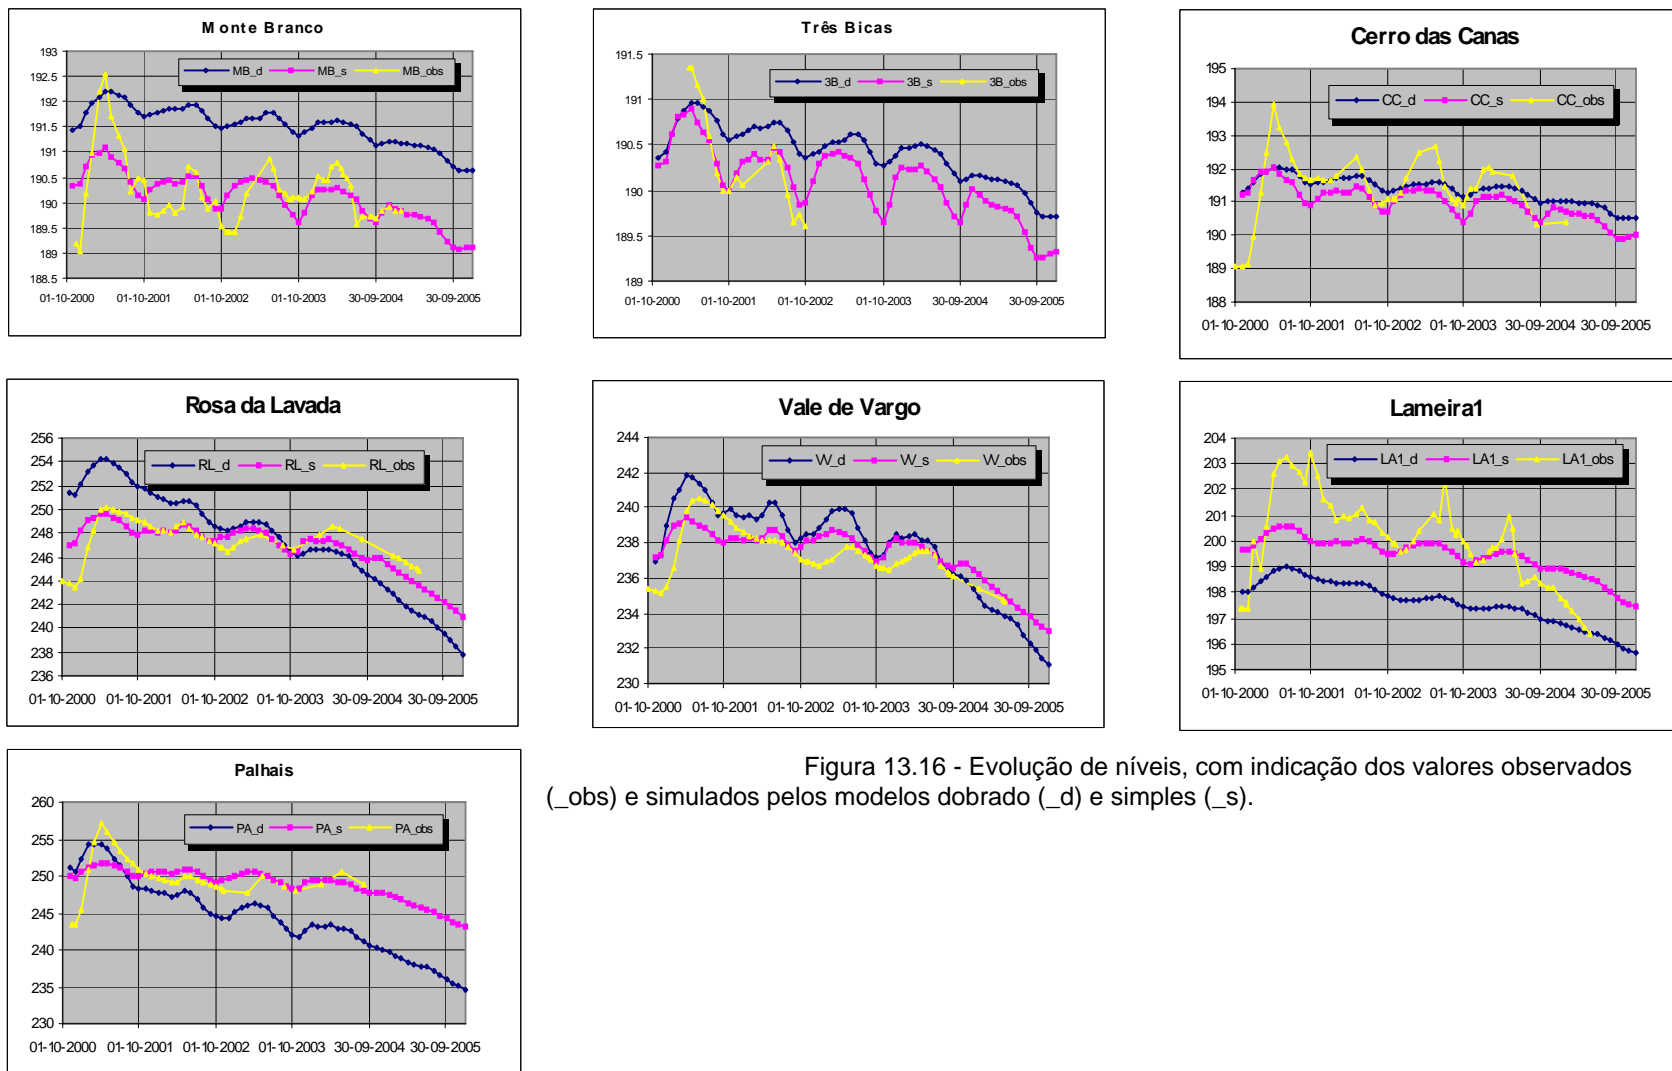 Monte Branco
MB_d MB_s MB_obs
193
192.5
192
191.5
191
190.5
190
189.5
189
188.5
01-10-2000 01-10-2001 01-10-2002 01-10-2003 30-09-2004 30-09-2005
Três Bicas
3B_d 3B_s 3B_obs
191.5
191
190.5
190
189.5
189
01-10-2000 01-10-2001 01-10-2002 01-10-2003 30-09-2004 30-09-2005
Cerro das Canas
CC_d CC_s CC_obs
195
194
193
192
191
190
189
188
01-10-2000 01-10-2001 01-10-2002 01-10-2003 30-09-2004 30-09-2005
Rosa da Lavada
RL_d RL_s RL_obs
256
254
252
250
248
246
244
242
240
238
236
01-10-2000 01-10-2001 01-10-2002 01-10-2003 30-09-2004 30-09-2005
Vale de Vargo
VV_d VV_s VV_obs
244
242
240
238
236
234
232
230
01-10-2000 01-10-2001 01-10-2002 01-10-2003 30-09-2004 30-09-2005
Lameira1
LA1_d LA1_s LA1_obs
204
203
202
201
200
199
198
197
196
195
01-10-2000 01-10-2001 01-10-2002 01-10-2003 30-09-2004 30-09-2005
Palhais
PA_d PA_s PA_obs
260
255
250
245
240
235
230
01-10-2000 01-10-2001 01-10-2002 01-10-2003 30-09-2004 30-09-2005
Figura 13.16 - Evolução de níveis, com indicação dos valores observados
(_obs) e simulados pelos modelos dobrado (_d) e simples (_s).